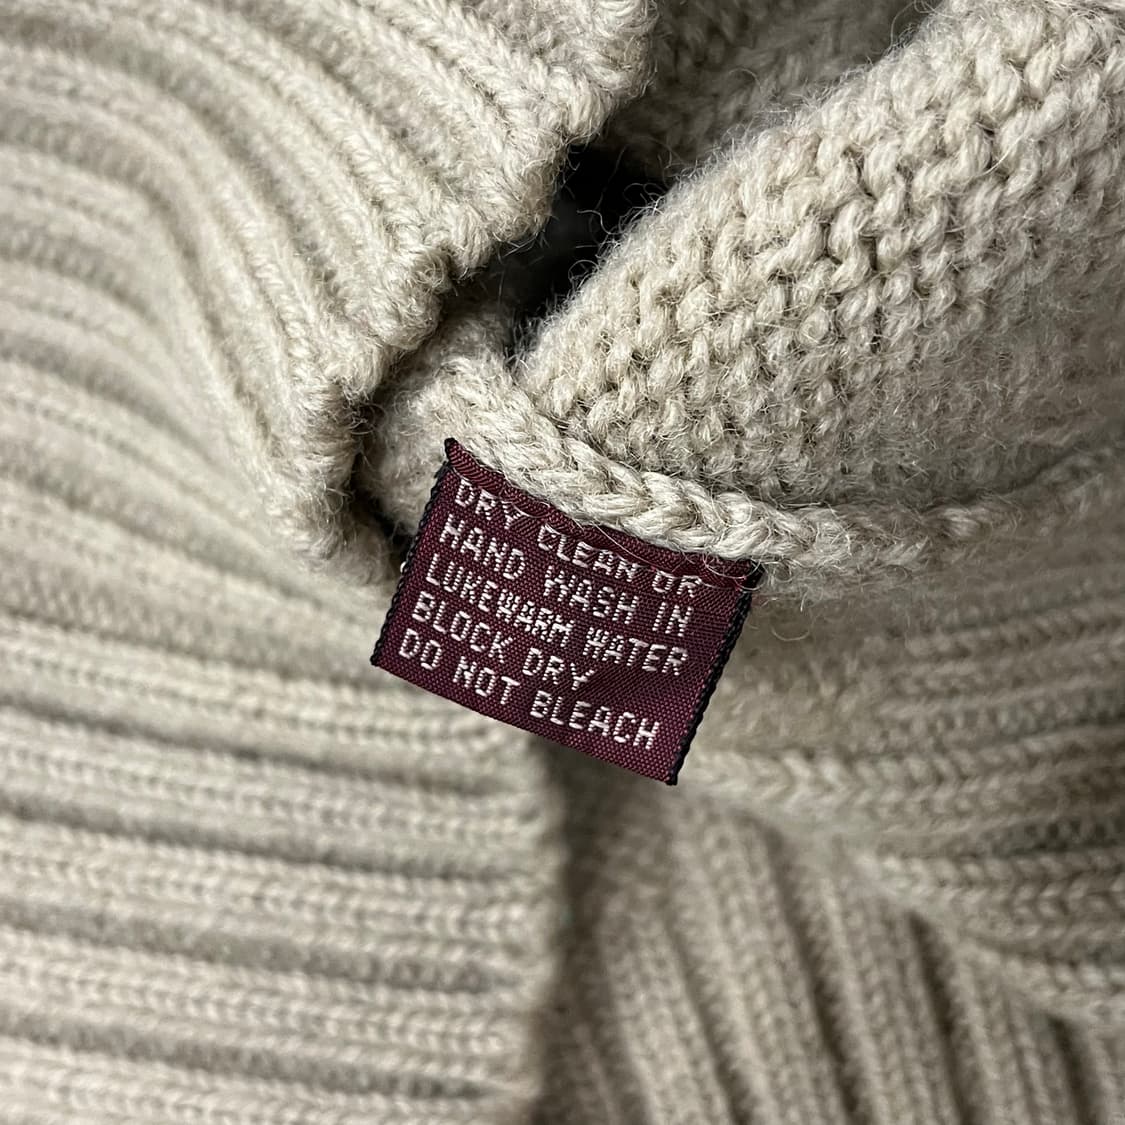 DRY CLEAN OR
HAND WASH IN
LUKEWARM WATER
BLOCK DRY
DO NOT BLEACH